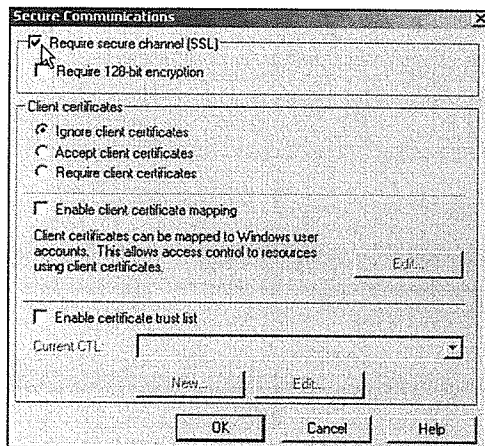 Secure Communications
Require secure channel (SSL)
Require 128-bit encryption
Client certificates
Ignore client certificates
Accept client certificates
Require client certificates
Enable client certificate mapping
Client certificates can be mapped to Windows user
accounts. This allows access control to resources
using client certificates.
Edit...
Enable certificate trust list
Current CTL:
New...
Edit...
OK
Cancel
Help